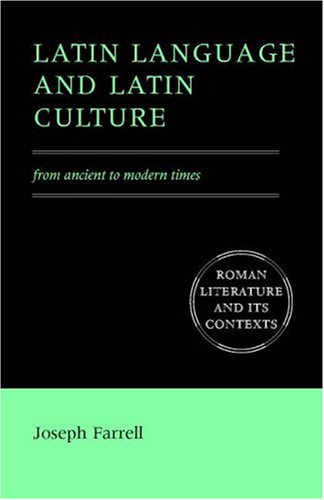 LATIN LANGUAGE
AND LATIN
CULTURE
from ancient to modern times
ROMAN
LITERATURE
AND ITS
CONTEXTS
Joseph Farrell